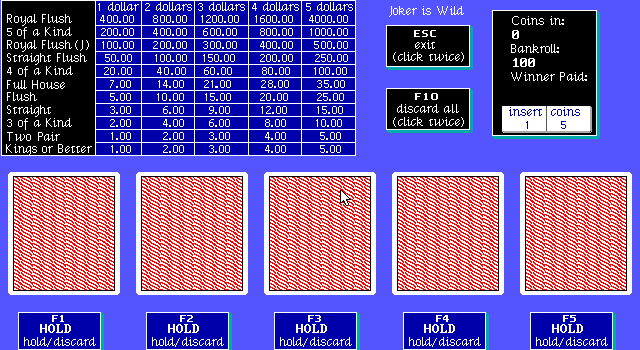 1 dollar 2 dollars 3 dollars 4 dollars 5 dollars
Royal Flush 400.00 800.00 1200.00 1600.00 4000.00
5 of a Kind 200.00 400.00 600.00 800.00 1000.00
Royal Flush (J) 100.00 200.00 300.00 400.00 500.00
Straight Flush 50.00 100.00 150.00 200.00 250.00
4 of a Kind 20.00 40.00 60.00 80.00 100.00
Full House 7.00 14.00 21.00 28.00 35.00
Flush 5.00 10.00 15.00 20.00 25.00
Straight 3.00 6.00 9.00 12.00 15.00
3 of a Kind 2.00 4.00 6.00 8.00 10.00
Two Pair 1.00 2.00 3.00 4.00 5.00
Kings or Better 1.00 2.00 3.00 4.00 5.00
Joker is Wild
ESC
exit
(click twice)
F10
discard all
(click twice)
Coins in:
0
Bankroll:
100
Winner Paid:
insert coins
1 5
F1
HOLD
hold/discard
F2
HOLD
hold/discard
F3
HOLD
hold/discard
F4
HOLD
hold/discard
F5
HOLD
hold/discard